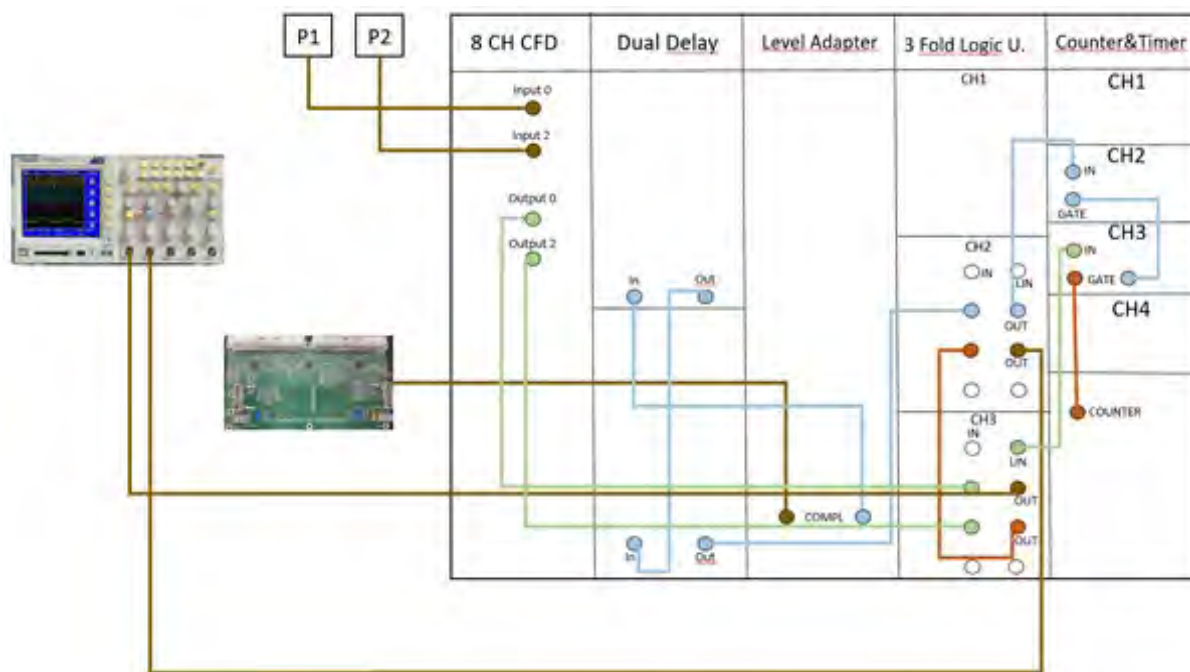 P1 P2 8 CH CFD Dual Delay Level Adapter 3 Fold Logic U. Counter&Timer
CH1 CH1
Input 0
Input 2
CH2
IN
Output 0
GATE
CH3
Output 2
CH2
IN
IN LIN
In Out
GATE
CH4
OUT
OUT
COUNTER
CH3
IN
LIN
OUT
COMPL
OUT
In Out